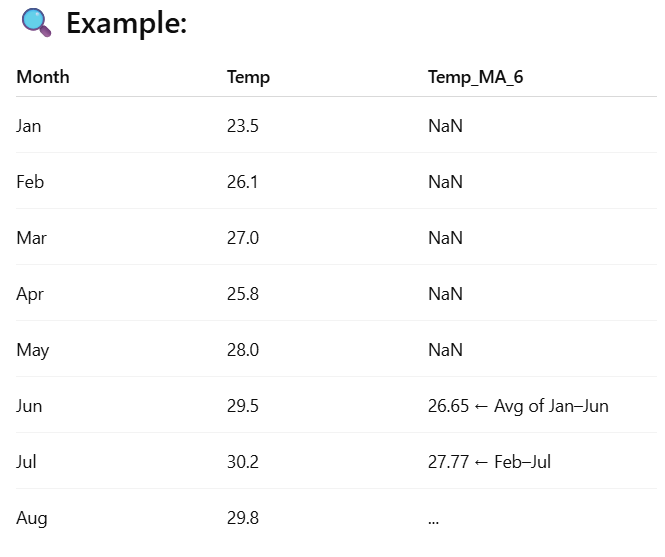 🔍 Example:
Month Temp Temp_MA_6
Jan 23.5 NaN
Feb 26.1 NaN
Mar 27.0 NaN
Apr 25.8 NaN
May 28.0 NaN
Jun 29.5 26.65 ← Avg of Jan–Jun
Jul 30.2 27.77 ← Feb–Jul
Aug 29.8 ...